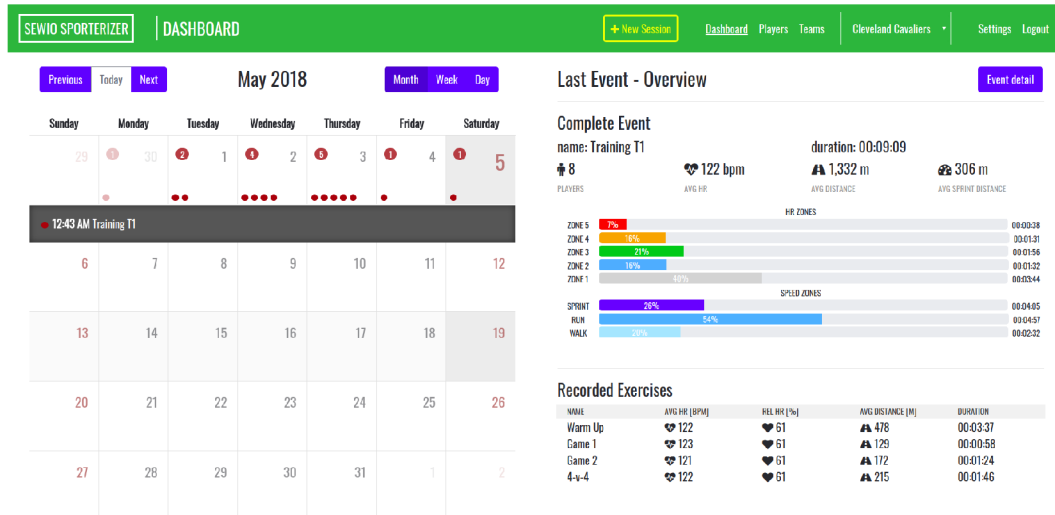 SEWIO SPORTERIZER DASHBOARD + New Session Dashboard Players Teams Cleveland Cavaliers Settings Logout
Previous Today Next May 2018 Month Week Day
Sunday Monday Tuesday Wednesday Thursday Friday Saturday
29 1 30 2 1 4 2 5 3 1 4 1 5
12:43 AM Training T1
6 7 8 9 10 11 12
13 14 15 16 17 18 19
20 21 22 23 24 25 26
27 28 29 30 31 1 2
Last Event - Overview Event detail
Complete Event
name: Training T1 duration: 00:09:09
8 122 bpm 1,332 m 306 m
PLAYERS AVG HR AVG DISTANCE AVG SPRINT DISTANCE
HR ZONES
ZONE 5 7% 00:00:38
ZONE 4 16% 00:01:31
ZONE 3 21% 00:01:56
ZONE 2 16% 00:01:32
ZONE 1 40% 00:03:44
SPEED ZONES
SPRINT 26% 00:04:05
RUN 54% 00:04:57
WALK 20% 00:02:32
Recorded Exercises
NAME AVG HR [BPM] REL HR [%] AVG DISTANCE [M] DURATION
Warm Up 122 61 478 00:03:37
Game 1 123 61 129 00:00:58
Game 2 121 61 172 00:01:24
4-v-4 122 61 215 00:01:46